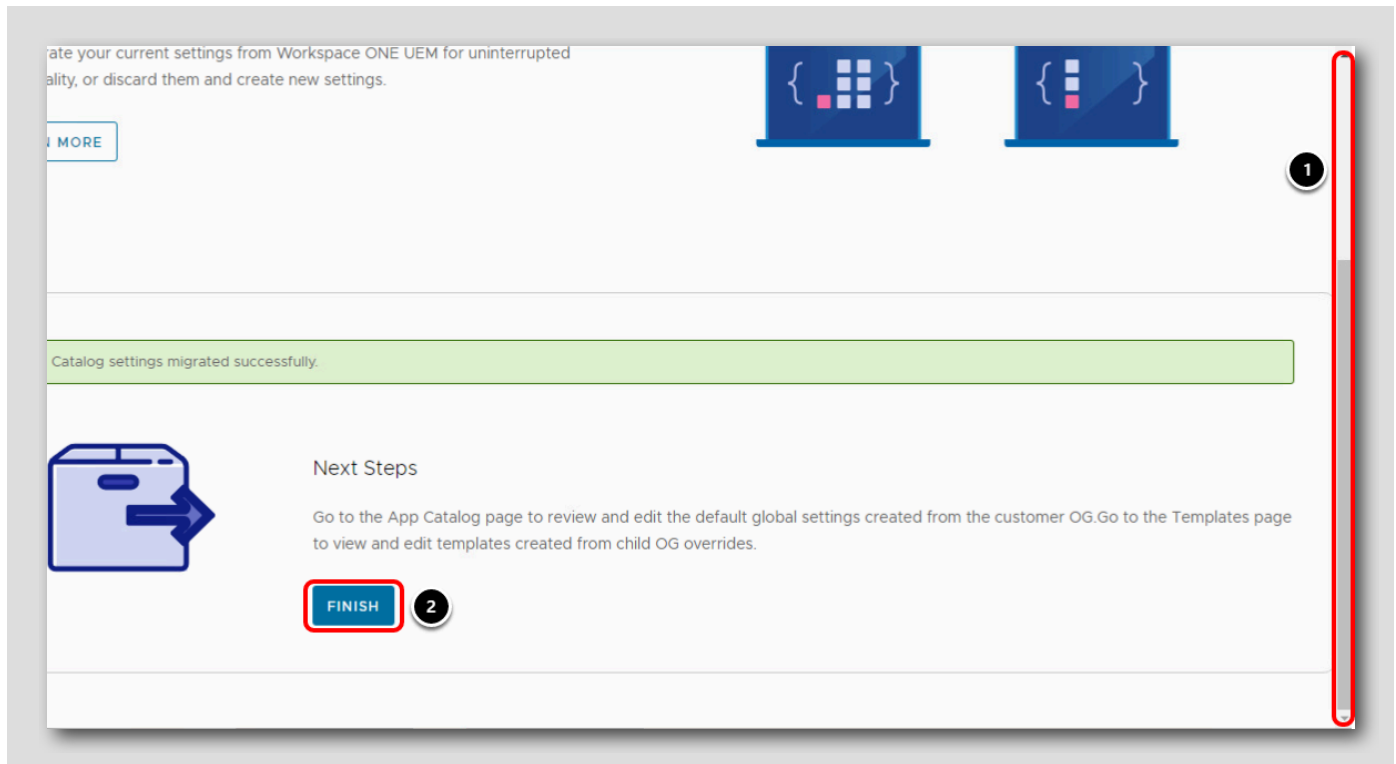 ate your current settings from Workspace ONE UEM for uninterrupted
ality, or discard them and create new settings.
MORE
1
Catalog settings migrated successfully.
Next Steps
Go to the App Catalog page to review and edit the default global settings created from the customer OG.Go to the Templates page
to view and edit templates created from child OG overrides.
FINISH
2